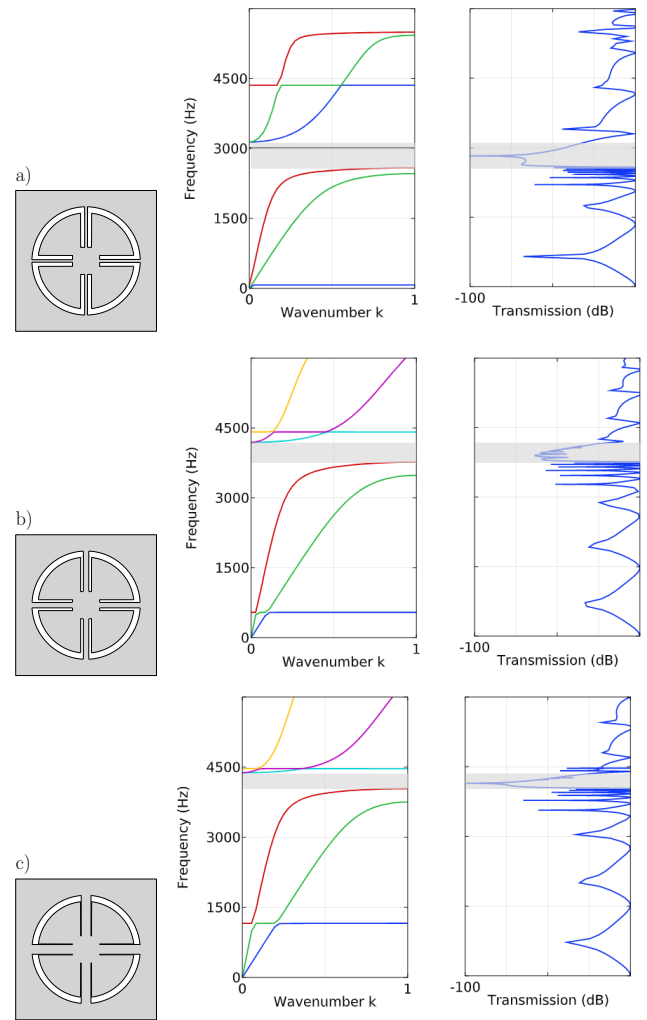 a)
Frequency (Hz)
4500
3000
1500
0
0
1
Wavenumber k
-100
Transmission (dB)
b)
Frequency (Hz)
4500
3000
1500
0
0
1
Wavenumber k
-100
Transmission (dB)
c)
Frequency (Hz)
4500
3000
1500
0
0
1
Wavenumber k
-100
Transmission (dB)